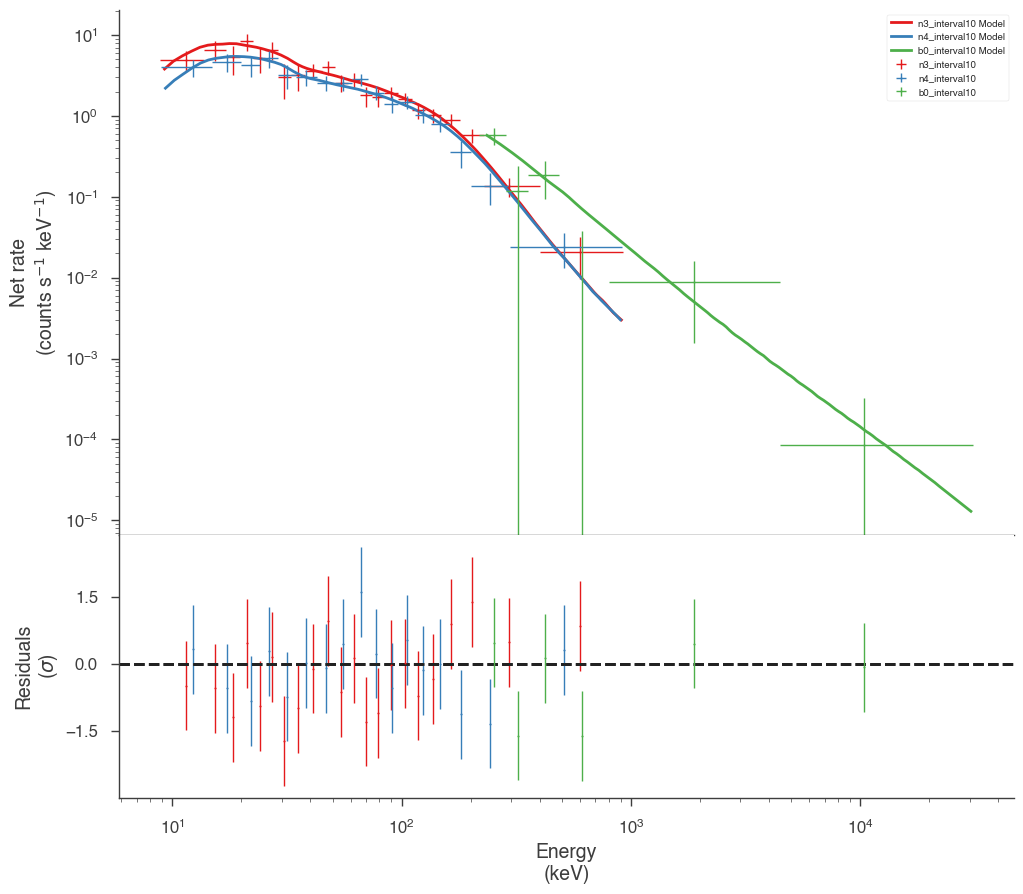 n3_interval10 Model
n4_interval10 Model
b0_interval10 Model
n3_interval10
n4_interval10
b0_interval10
Net rate
(counts s⁻¹ keV⁻¹)
10¹
10⁰
10⁻¹
10⁻²
10⁻³
10⁻⁴
10⁻⁵
Residuals
(σ)
1.5
0.0
−1.5
10¹ 10² 10³ 10⁴
Energy
(keV)